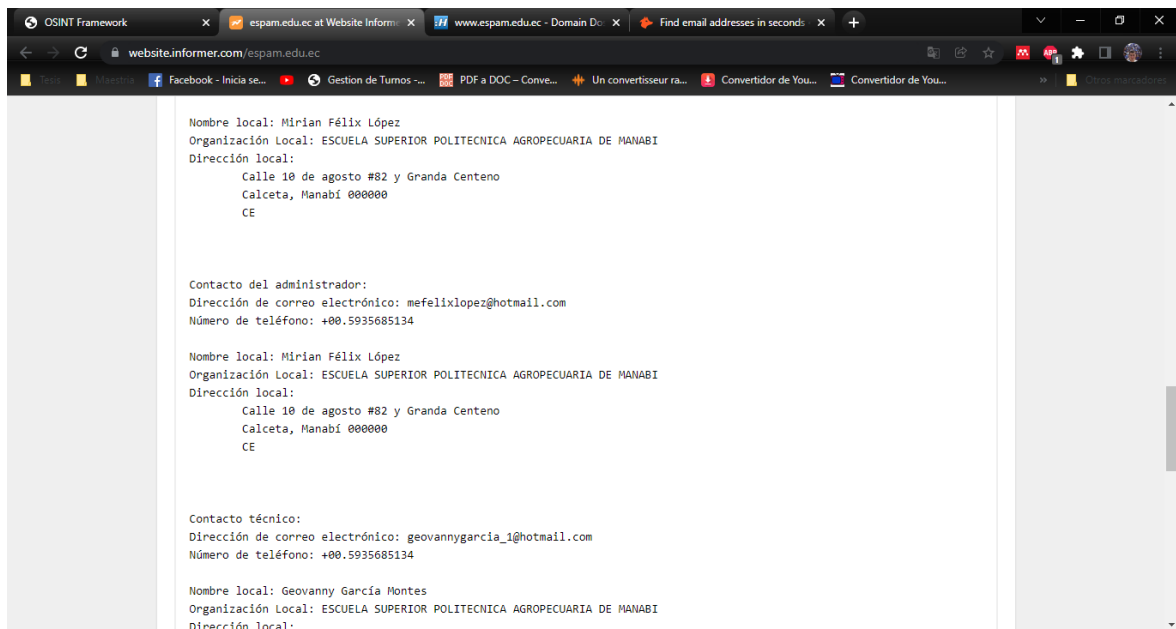 OSINT Framework
espam.edu.ec at Website Informe
www.espam.edu.ec - Domain Do
Find email addresses in seconds
website.informer.com/espam.edu.ec
Tesis
Maestria
Facebook - Inicia se...
Gestion de Turnos -...
PDF a DOC – Conve...
Un convertisseur ra...
Convertidor de You...
Convertidor de You...
»
Otros marcadores
Nombre local: Mirian Félix López
Organización Local: ESCUELA SUPERIOR POLITECNICA AGROPECUARIA DE MANABI
Dirección local:
Calle 10 de agosto #82 y Granda Centeno
Calceta, Manabí 000000
CE
Contacto del administrador:
Dirección de correo electrónico: mefelixlopez@hotmail.com
Número de teléfono: +00.5935685134
Nombre local: Mirian Félix López
Organización Local: ESCUELA SUPERIOR POLITECNICA AGROPECUARIA DE MANABI
Dirección local:
Calle 10 de agosto #82 y Granda Centeno
Calceta, Manabí 000000
CE
Contacto técnico:
Dirección de correo electrónico: geovannygarcia_1@hotmail.com
Número de teléfono: +00.5935685134
Nombre local: Geovanny García Montes
Organización Local: ESCUELA SUPERIOR POLITECNICA AGROPECUARIA DE MANABI
Dirección local: